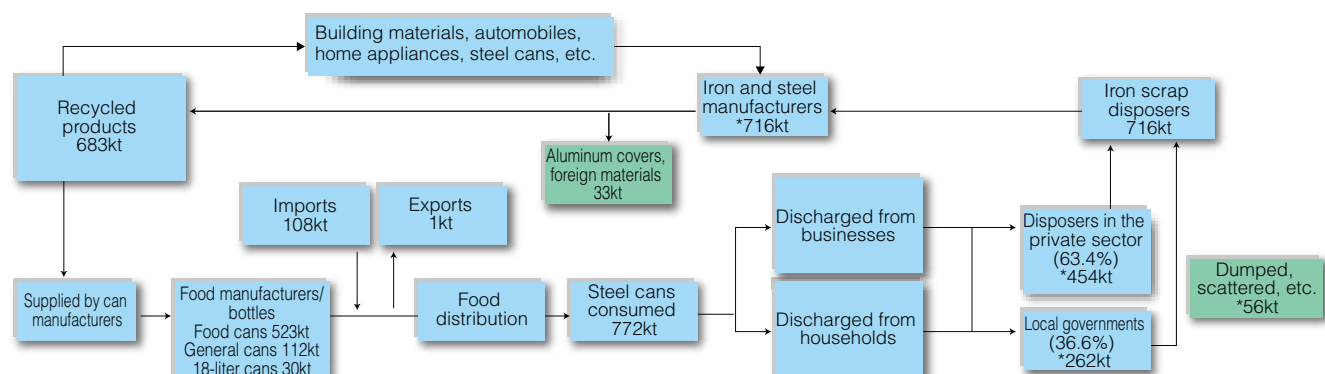 Building materials, automobiles,
home appliances, steel cans, etc.
Recycled
products
683kt
Iron and steel
manufacturers
*716kt
Iron scrap
disposers
716kt
Aluminum covers,
foreign materials
33kt
Imports
108kt
Exports
1kt
Discharged from
businesses
Disposers in the
private sector
(63.4%)
*454kt
Dumped,
scattered, etc.
*56kt
Supplied by can
manufacturers
Food manufacturers/
bottles
Food cans 523kt
General cans 112kt
18-liter cans 30kt
Food
distribution
Steel cans
consumed
772kt
Discharged from
households
Local governments
(36.6%)
*262kt